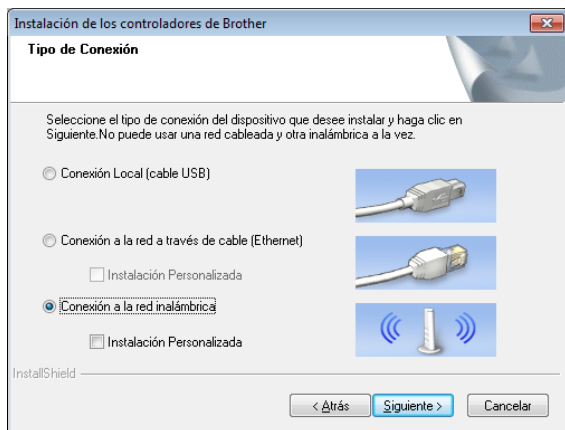 Instalación de los controladores de Brother
Tipo de Conexión
Seleccione el tipo de conexión del dispositivo que desee instalar y haga clic en
Siguiente.No puede usar una red cableada y otra inalámbrica a la vez.
Conexión Local (cable USB)
Conexión a la red a través de cable (Ethernet)
Instalación Personalizada
Conexión a la red inalámbrica
Instalación Personalizada
InstallShield
< Atrás Siguiente > Cancelar